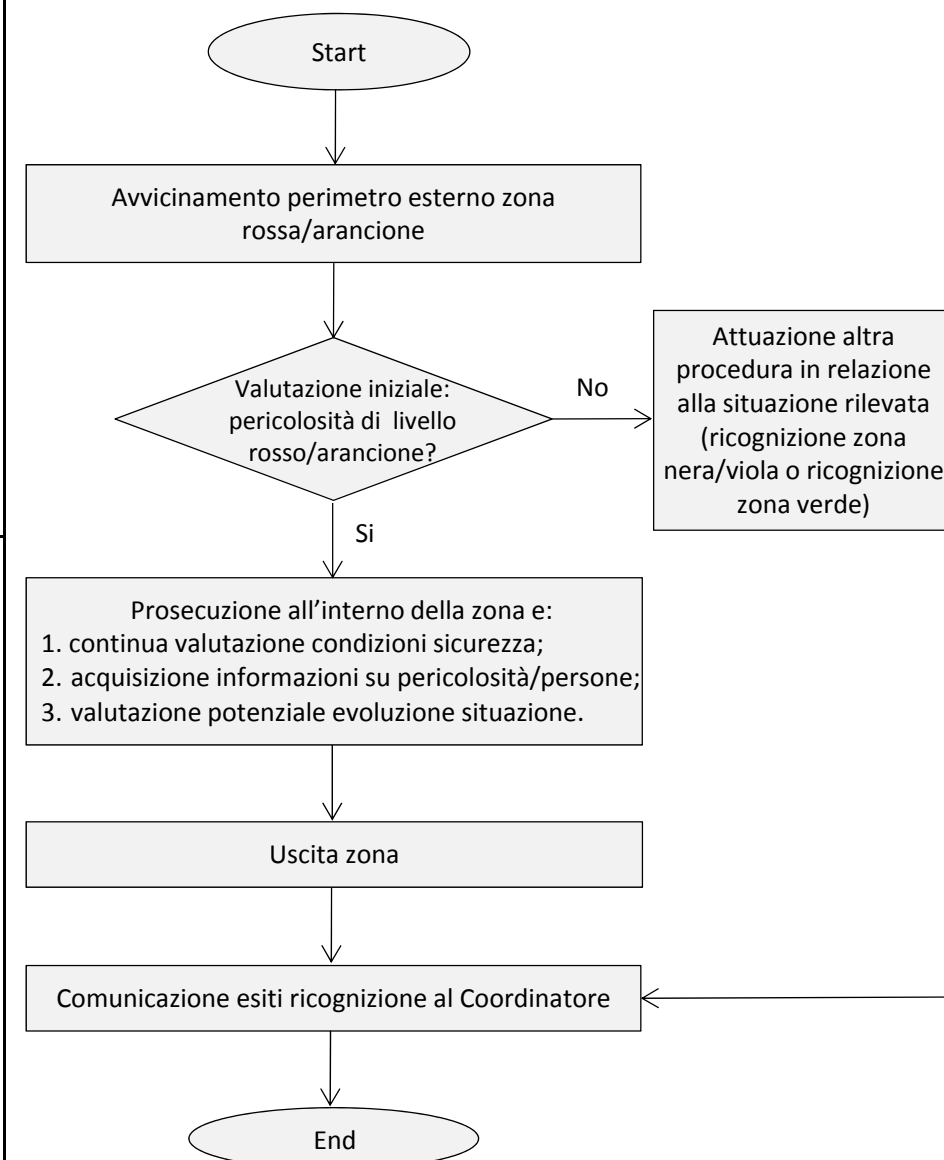 Start
Avvicinamento perimetro esterno zona
rossa/arancione
Valutazione iniziale:
pericolosità di livello
rosso/arancione?
No
Attuazione altra
procedura in relazione
alla situazione rilevata
(ricognizione zona
nera/viola o ricognizione
zona verde)
Si
Prosecuzione all’interno della zona e:
1. continua valutazione condizioni sicurezza;
2. acquisizione informazioni su pericolosità/persone;
3. valutazione potenziale evoluzione situazione.
Uscita zona
Comunicazione esiti ricognizione al Coordinatore
End